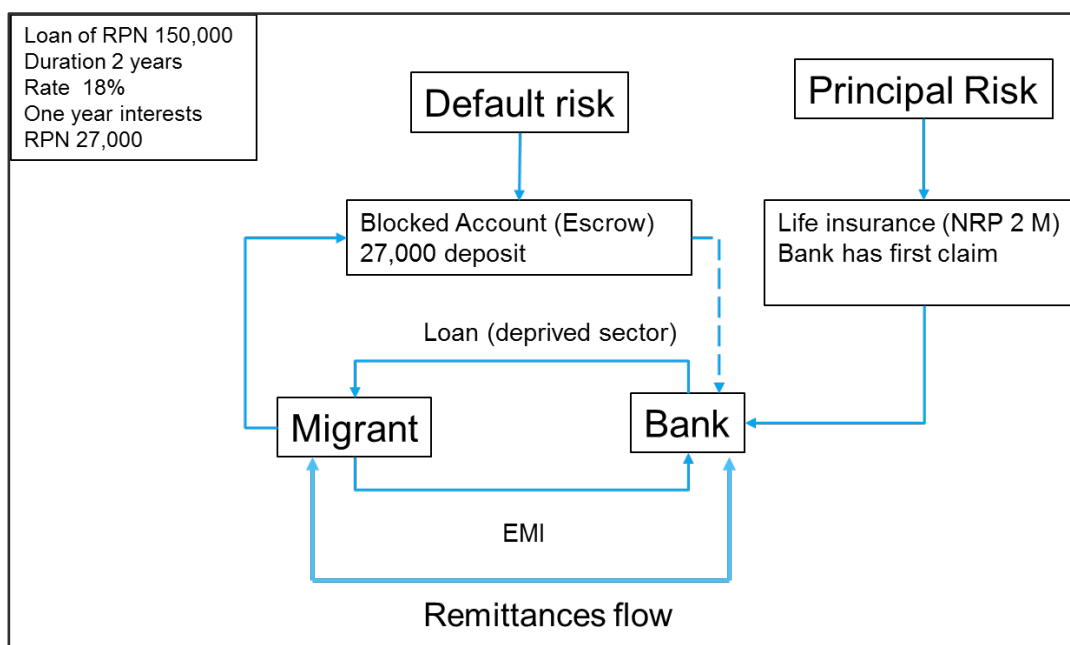 Loan of RPN 150,000
Duration 2 years
Rate 18%
One year interests
RPN 27,000
Default risk
Principal Risk
Blocked Account (Escrow)
27,000 deposit
Life insurance (NRP 2 M)
Bank has first claim
Loan (deprived sector)
Migrant
Bank
EMI
Remittances flow